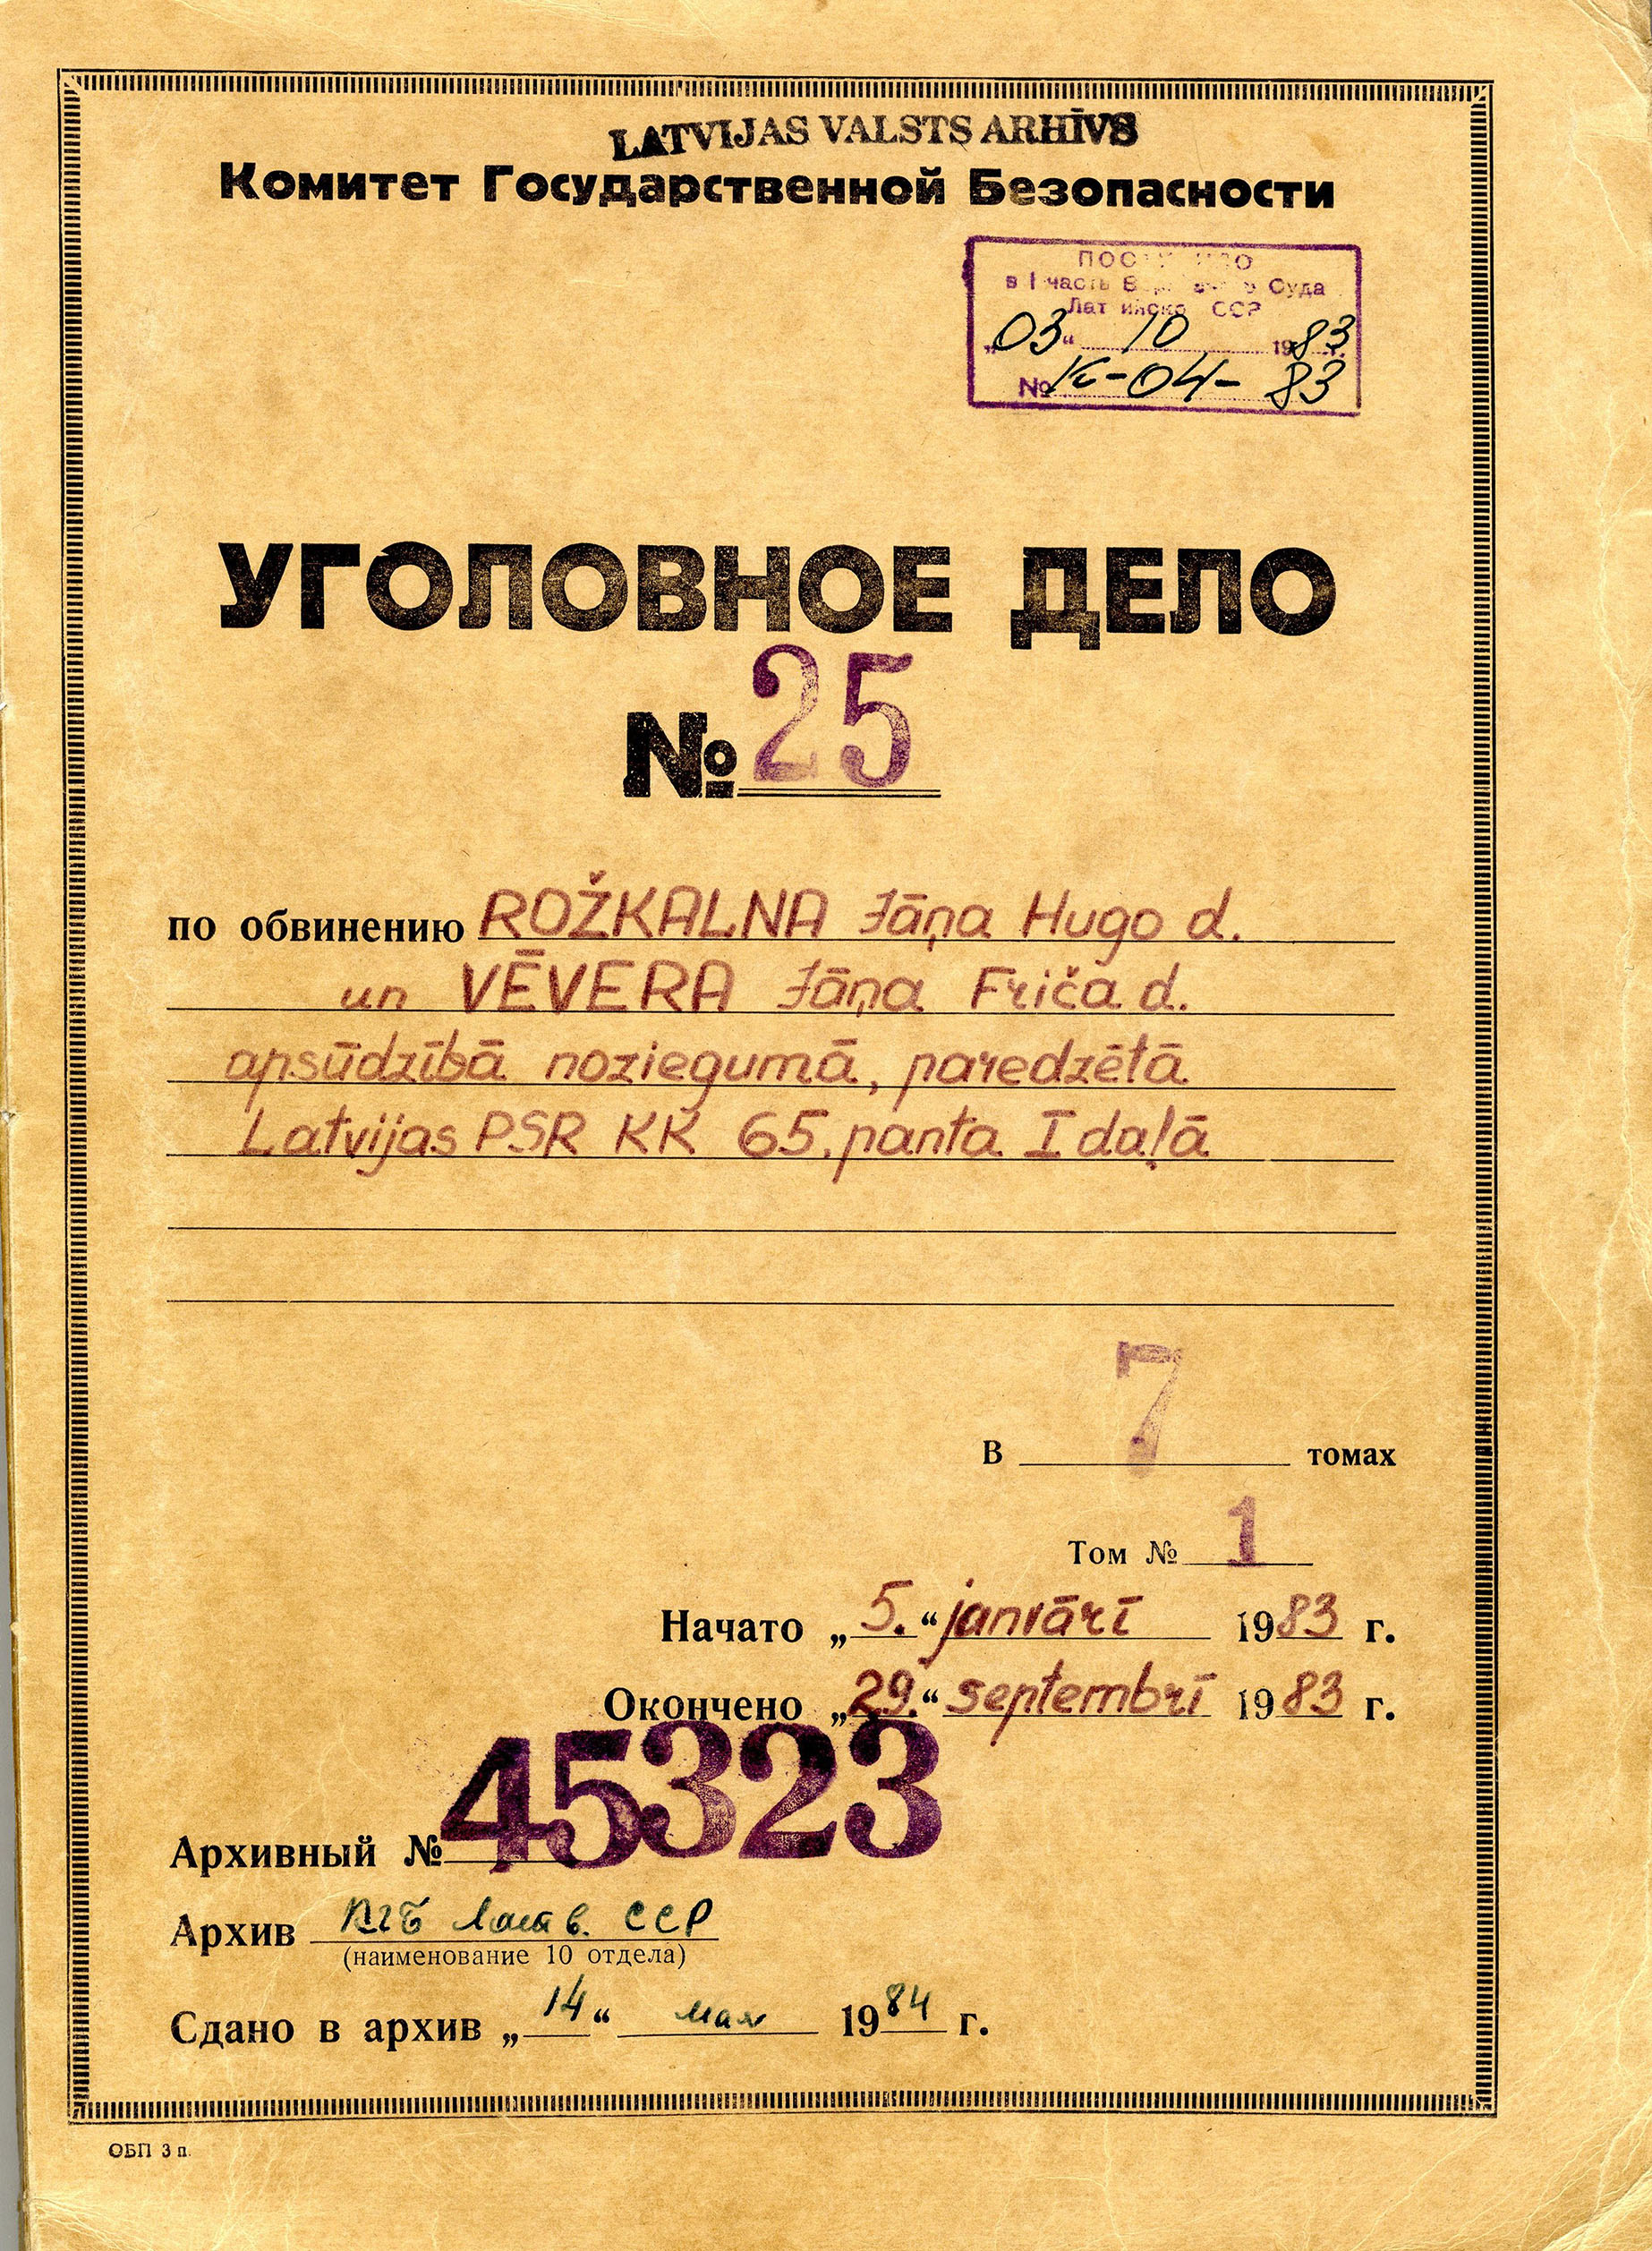 LATVIJAS VALSTS ARHĪVS
Комитет Государственной Безопасности
в I часть Суда
ССР
„03“ 10 1983 г.
№ К-04-83
УГОЛОВНОЕ ДЕЛО
№ 25
по обвинению ROŽKALNA Jāņa Hugo d.
un VĒVERA Jāņa Friča d.
apsūdzībā noziegumā, paredzētā
Latvijas PSR KK 65. panta I daļā
В 7 томах
Том № 1
Начато „5.“ janvārī 1983 г.
Окончено „29.“ septembrī 1983 г.
Архивный № 45323
Архив КГБ Латв. ССР
(наименование 10 отдела)
Сдано в архив „14“ мая 1984 г.
ОБП 3 п.